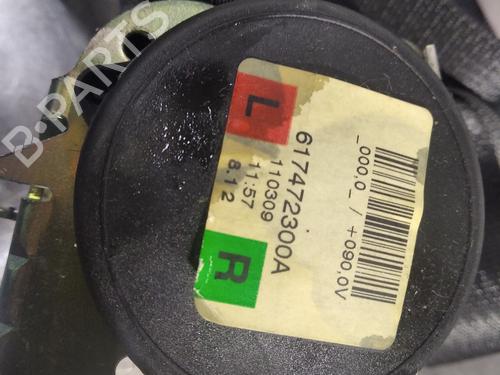 B-PARTS
L
R
617472300A
110309
11:57
8.12
_000,0_ / +090,0V